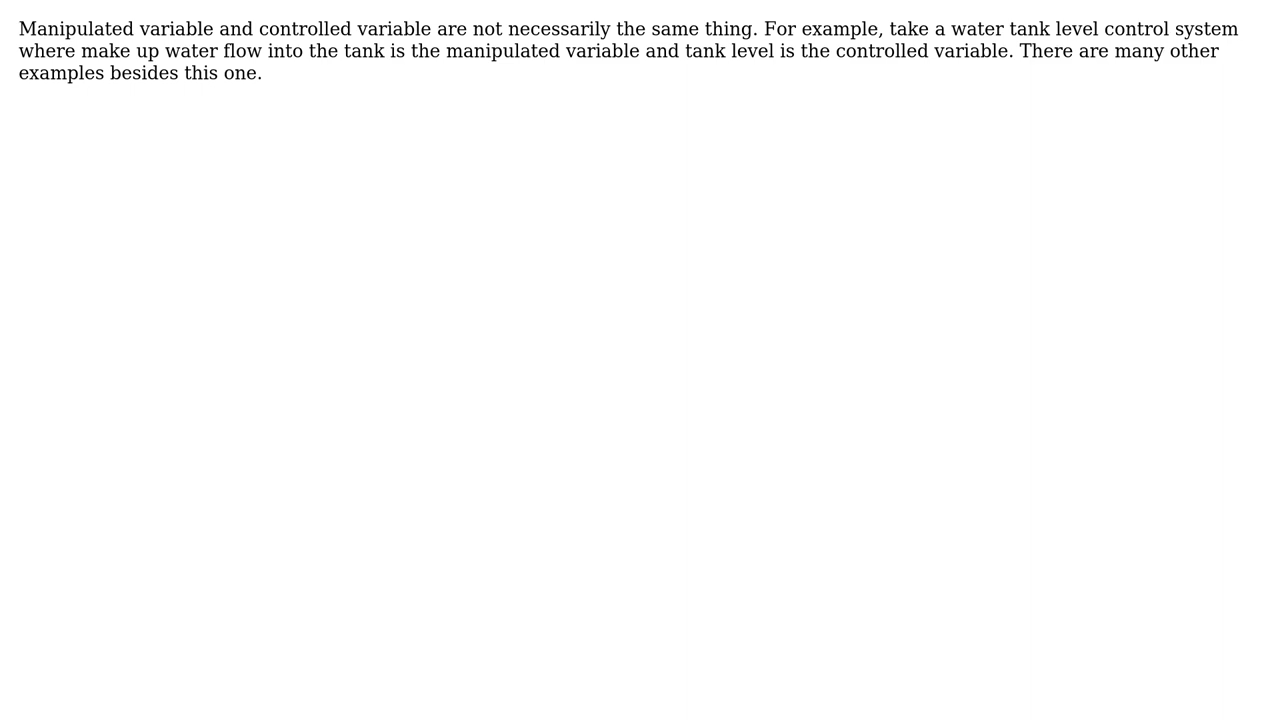 Manipulated variable and controlled variable are not necessarily the same thing. For example, take a water tank level control system
where make up water flow into the tank is the manipulated variable and tank level is the controlled variable. There are many other
examples besides this one.